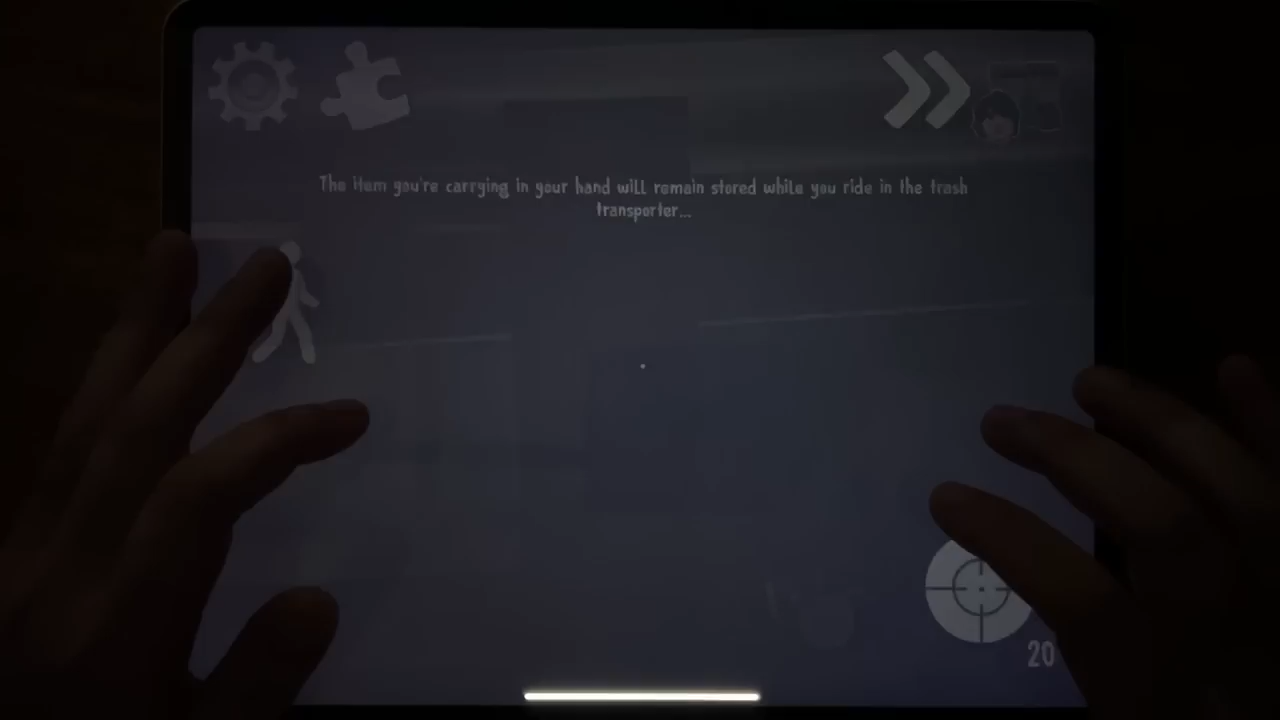 The item you're carrying in your hand will remain stored while you ride in the trash
transporter...
20